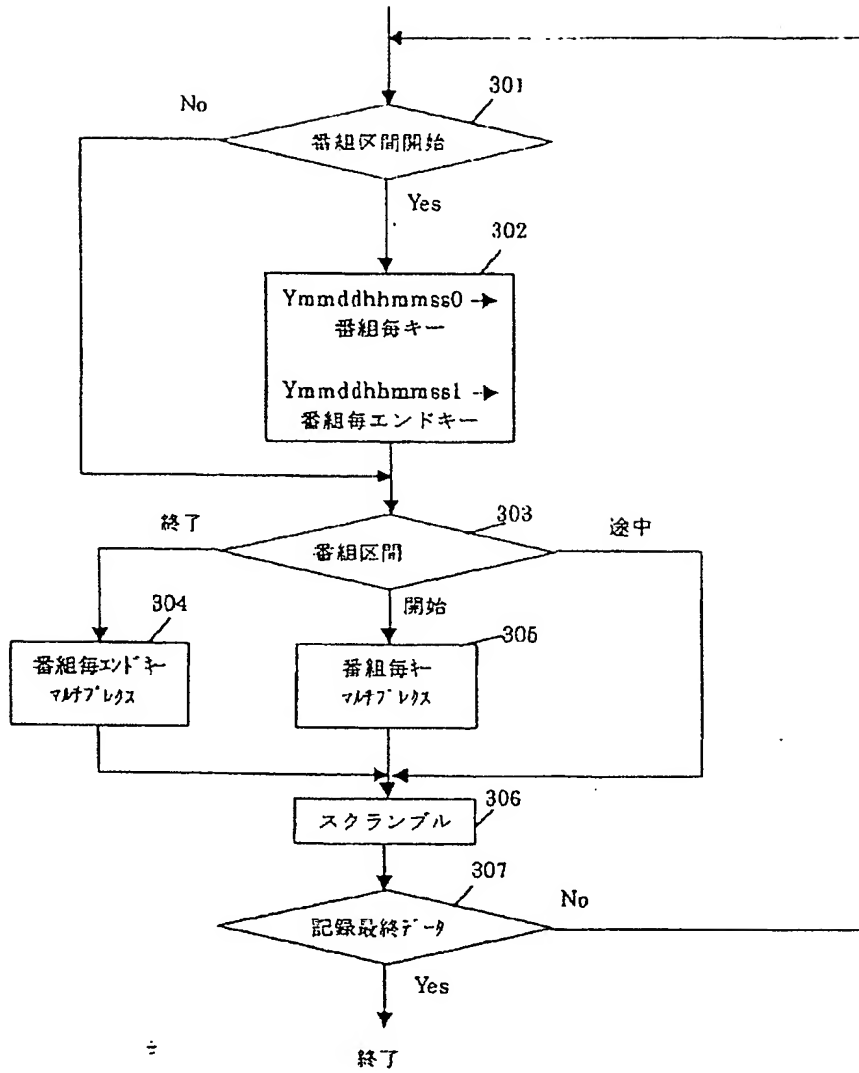 301
No
番組区間開始
Yes
302
Ymmddhhmmss0→
番組毎キー
Ymmddhhmmss1→
番組毎エンドキー
303
終了
途中
番組区間
304
開始
305
番組毎エンドキー
マルチプレクス
番組毎キー
マルチプレクス
306
スクランブル
307
No
記録最終データ
Yes
終了